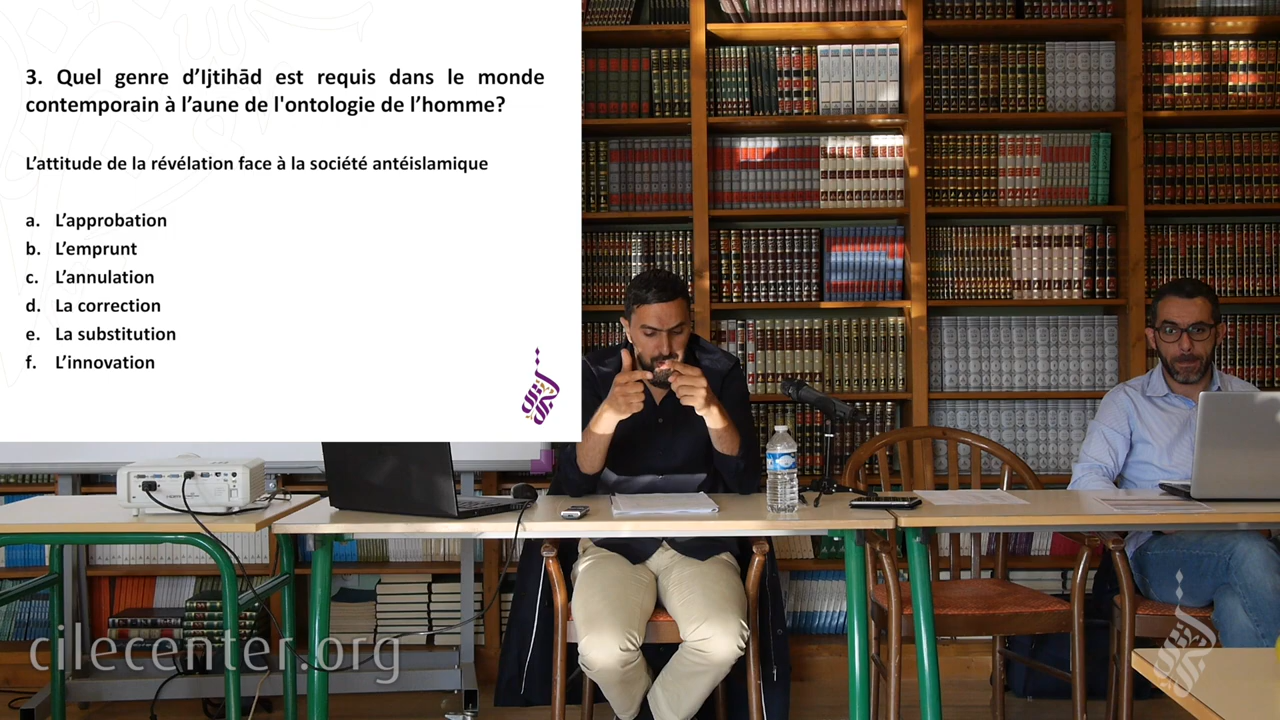 3. Quel genre d’Ijtihād est requis dans le monde
contemporain à l’aune de l'ontologie de l’homme?
L’attitude de la révélation face à la société antéislamique
a. L’approbation
b. L’emprunt
c. L’annulation
d. La correction
e. La substitution
f. L’innovation
cilecenter.org